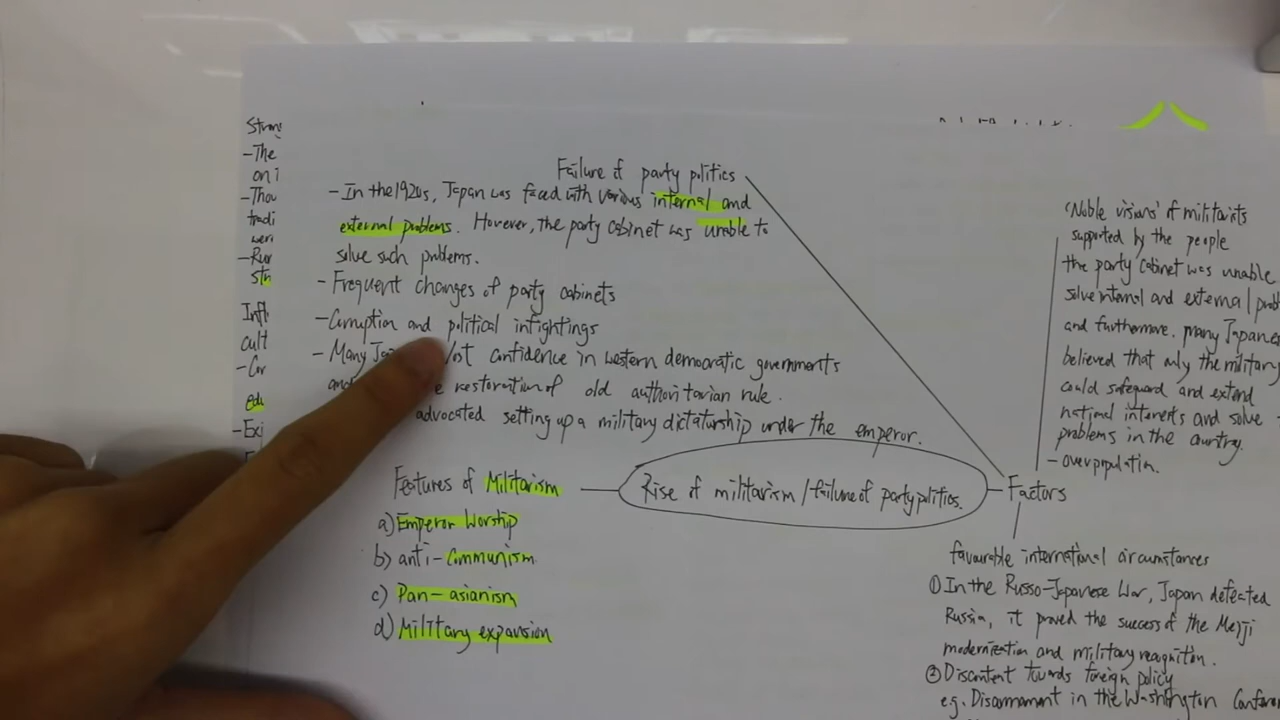 Failure of party politics
- In the 1920s, Japan was faced with various internal and
external problems. However, the party cabinet was unable to
solve such problems.
- Frequent changes of party cabinets
- Corruption and political infightings
- Many lost confidence in western democratic governments
restoration of old authoritarian rule.
advocated setting up a military dictatorship under the emperor.
Features of Militarism
a) Emperor Worship
b) anti-Communism
c) Pan-asianism
d) Military expansion
Rise of militarism/failure of party politics.
Factors
'Noble visions' of militarists
supported by the people
the party cabinet was unable
solve internal and external
and furthermore, many
believed that only the military
could safeguard and extend
national interests and solve
problems in the country.
- overpopulation.
favourable international circumstances
① In the Russo-Japanese War, Japan defeated
Russia, it proved the success of the Meiji
modernization and military recognition.
② Discontent towards foreign policy
e.g. Disarmament in the Washington
- The
on